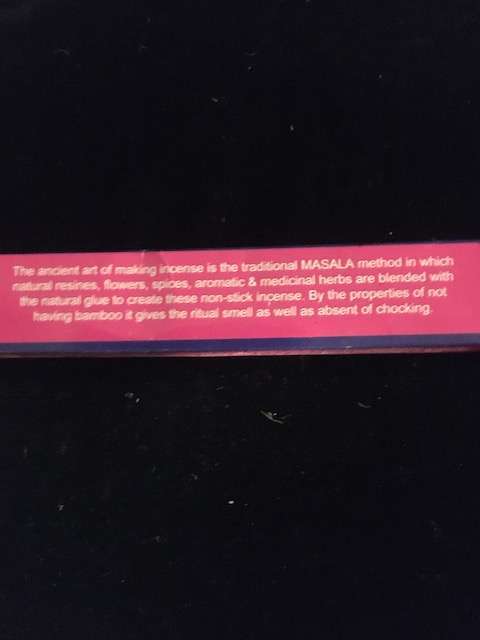 The ancient art of making incense is the traditional MASALA method in which
natural resines, flowers, spices, aromatic & medicinal herbs are blended with
the natural glue to create these non-stick incense. By the properties of not
having bamboo it gives the ritual smell as well as absent of chocking.